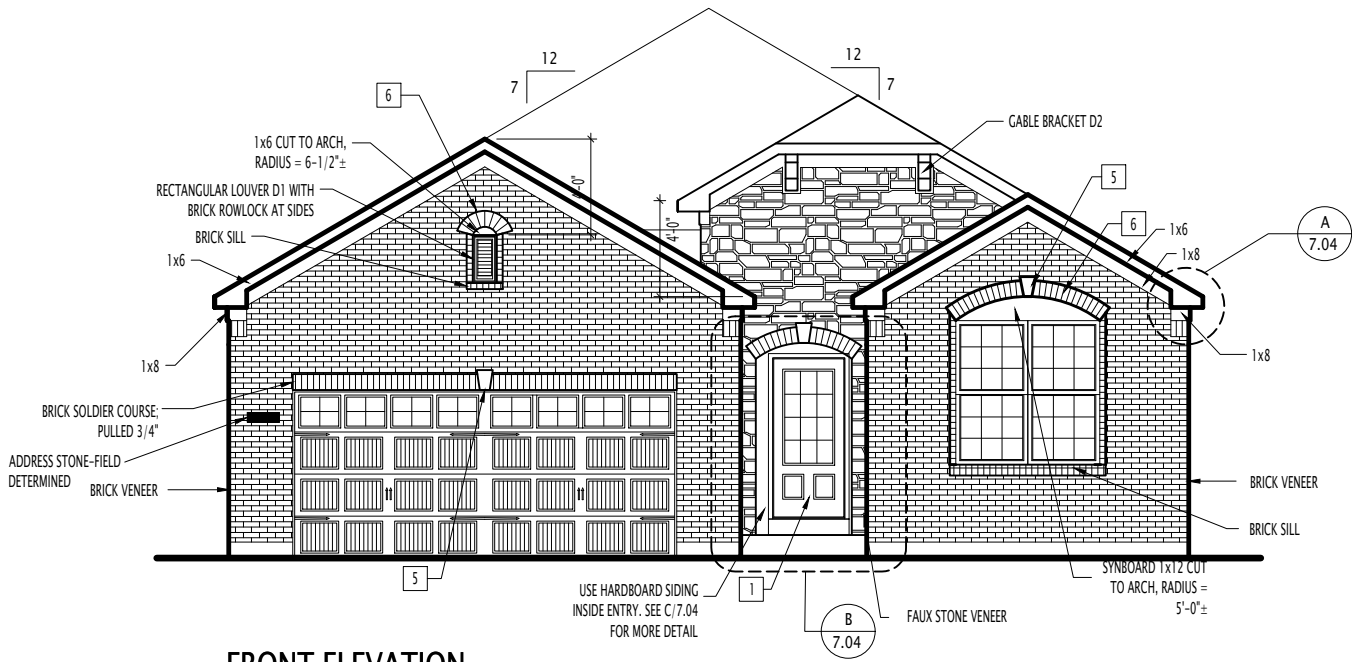 12
7
12
7
6
GABLE BRACKET D2
1x6 CUT TO ARCH,
RADIUS = 6-1/2"±
5
RECTANGULAR LOUVER D1 WITH
BRICK ROWLOCK AT SIDES
6
A
7.04
BRICK SILL
4'-0"
1x6
1x6
1x8
1x8
1x8
BRICK SOLDIER COURSE;
PULLED 3/4"
ADDRESS STONE-FIELD
DETERMINED
BRICK VENEER
BRICK VENEER
BRICK SILL
5
USE HARDBOARD SIDING
INSIDE ENTRY. SEE C/7.04
FOR MORE DETAIL
1
B
7.04
FAUX STONE VENEER
SYNBOARD 1x12 CUT
TO ARCH, RADIUS =
5'-0"±
FRONT ELEVATION